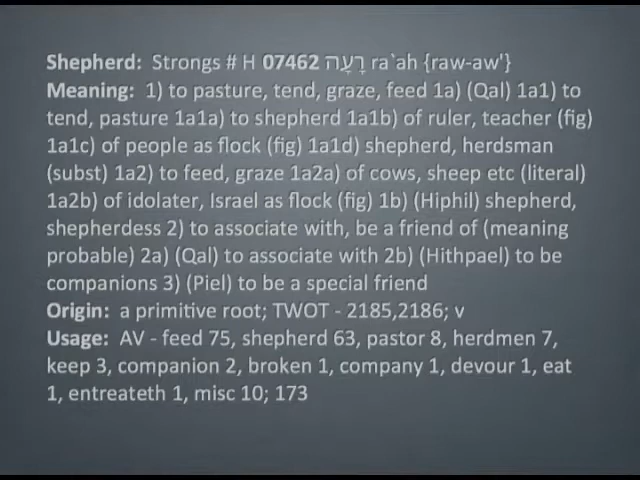 Shepherd: Strongs # H 07462 רָעָה ra`ah {raw-aw'}
Meaning: 1) to pasture, tend, graze, feed 1a) (Qal) 1a1) to
tend, pasture 1a1a) to shepherd 1a1b) of ruler, teacher (fig)
1a1c) of people as flock (fig) 1a1d) shepherd, herdsman
(subst) 1a2) to feed, graze 1a2a) of cows, sheep etc (literal)
1a2b) of idolater, Israel as flock (fig) 1b) (Hiphil) shepherd,
shepherdess 2) to associate with, be a friend of (meaning
probable) 2a) (Qal) to associate with 2b) (Hithpael) to be
companions 3) (Piel) to be a special friend
Origin: a primitive root; TWOT - 2185,2186; v
Usage: AV - feed 75, shepherd 63, pastor 8, herdmen 7,
keep 3, companion 2, broken 1, company 1, devour 1, eat
1, entreateth 1, misc 10; 173